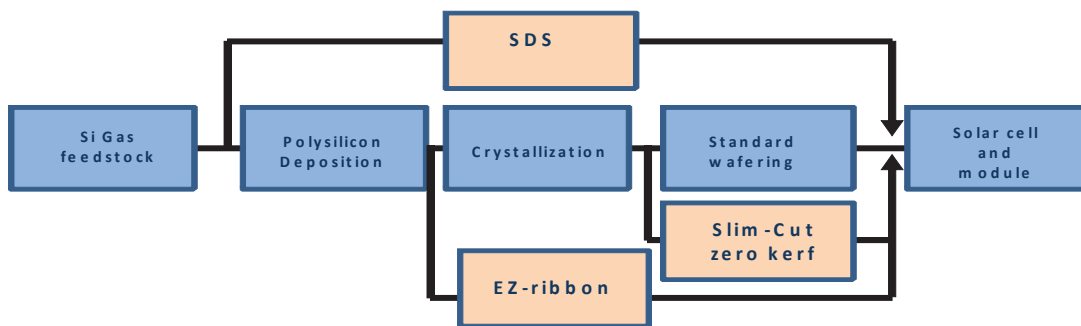 SDS
Si Gas
feedstock
Polysilicon
Deposition
Crystallization
Standard
wafering
Solar cell
and
module
Slim-Cut
zero kerf
EZ-ribbon